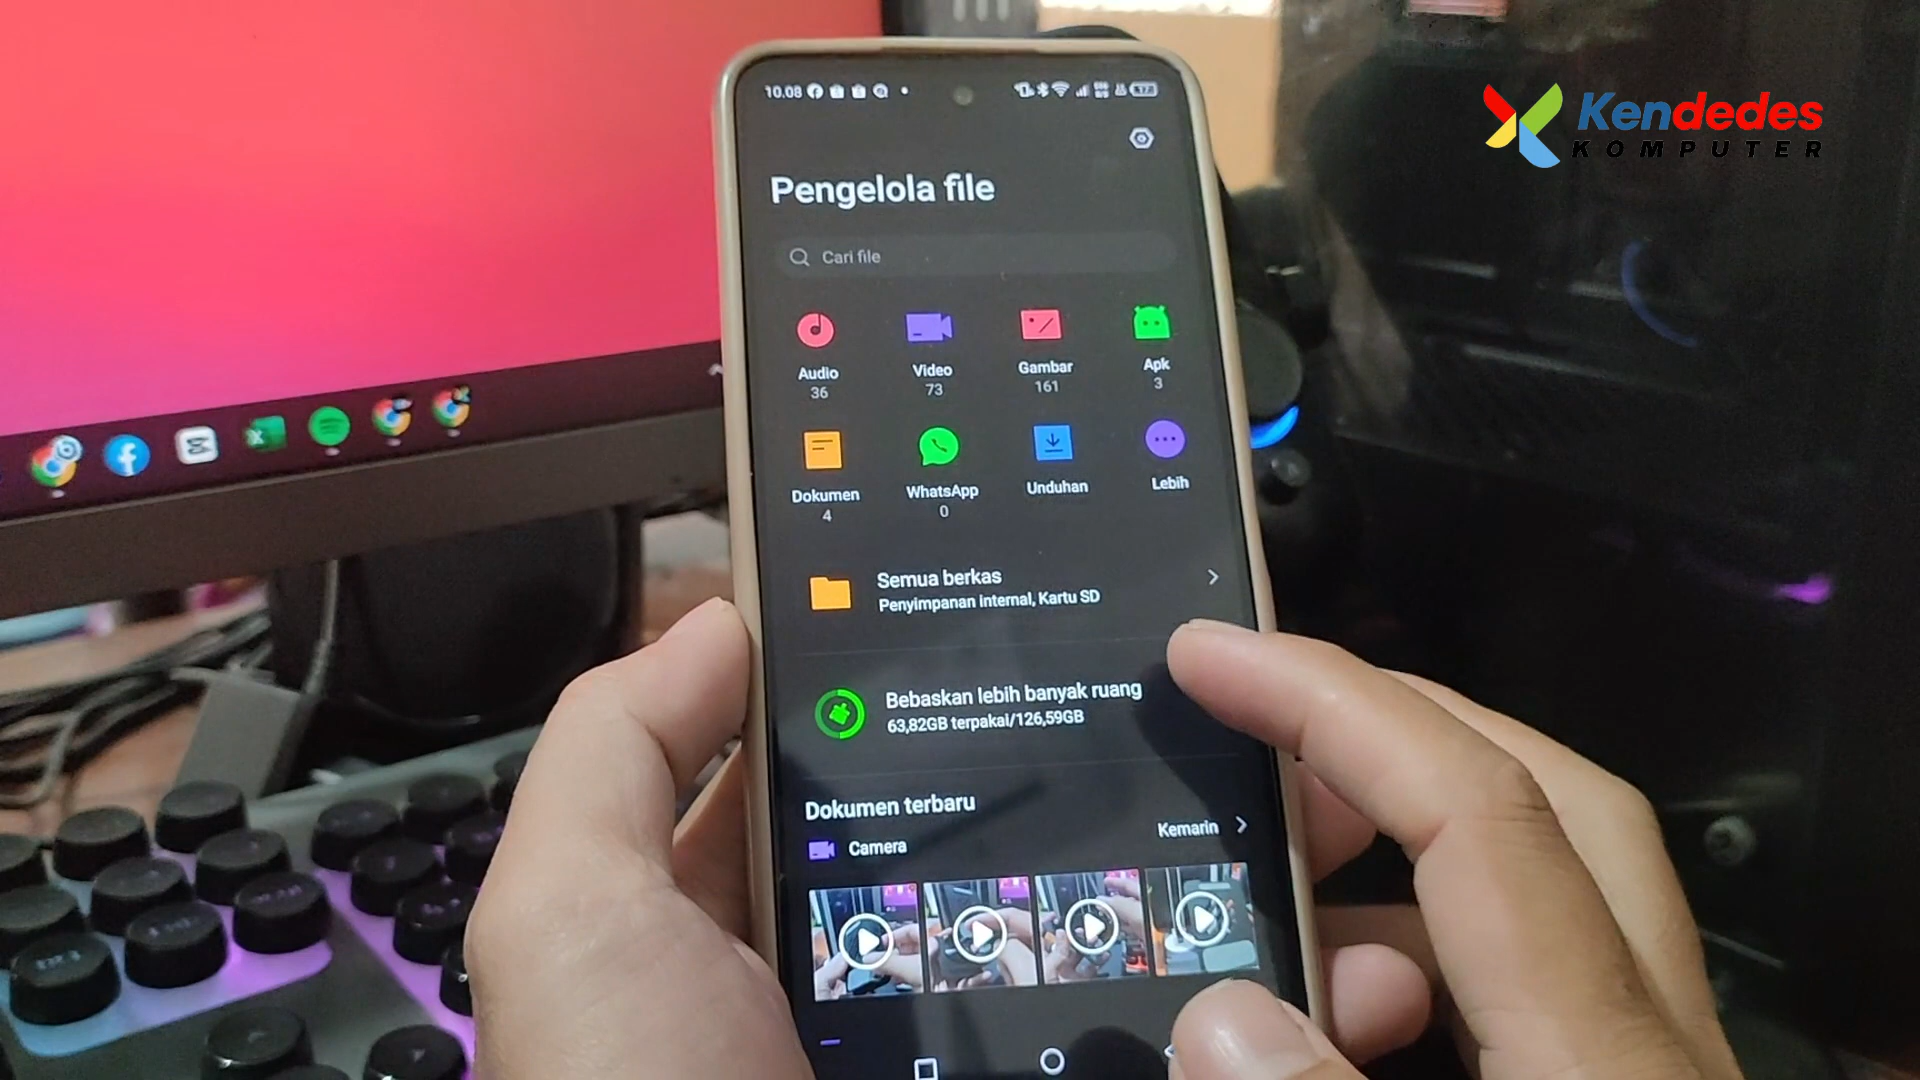 Kendedes
KOMPUTER
10.08
Pengelola file
Cari file
Audio
36
Video
73
Gambar
161
Apk
3
Dokumen
4
WhatsApp
0
Unduhan
Lebih
Semua berkas
Penyimpanan internal, Kartu SD
Bebaskan lebih banyak ruang
63,82GB terpakai/126,59GB
Dokumen terbaru
Camera
Kemarin